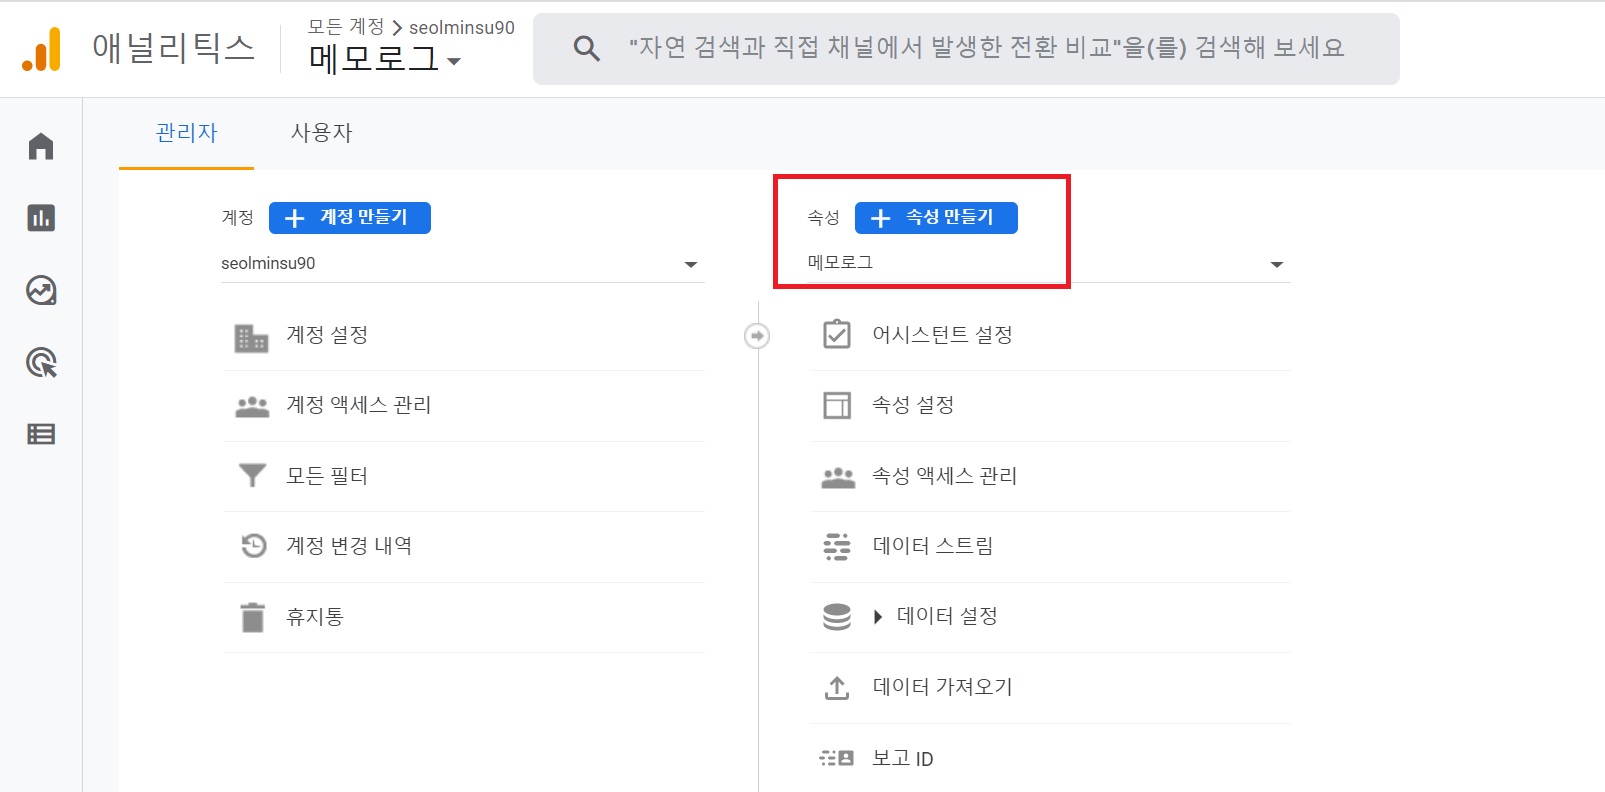 애널리틱스
모든 계정 > seolminsu90
메모로그
"자연 검색과 직접 채널에서 발생한 전환 비교"을(를) 검색해 보세요
관리자
사용자
계정
+ 계정 만들기
seolminsu90
계정 설정
계정 액세스 관리
모든 필터
계정 변경 내역
휴지통
속성
+ 속성 만들기
메모로그
어시스턴트 설정
속성 설정
속성 액세스 관리
데이터 스트림
데이터 설정
데이터 가져오기
보고 ID